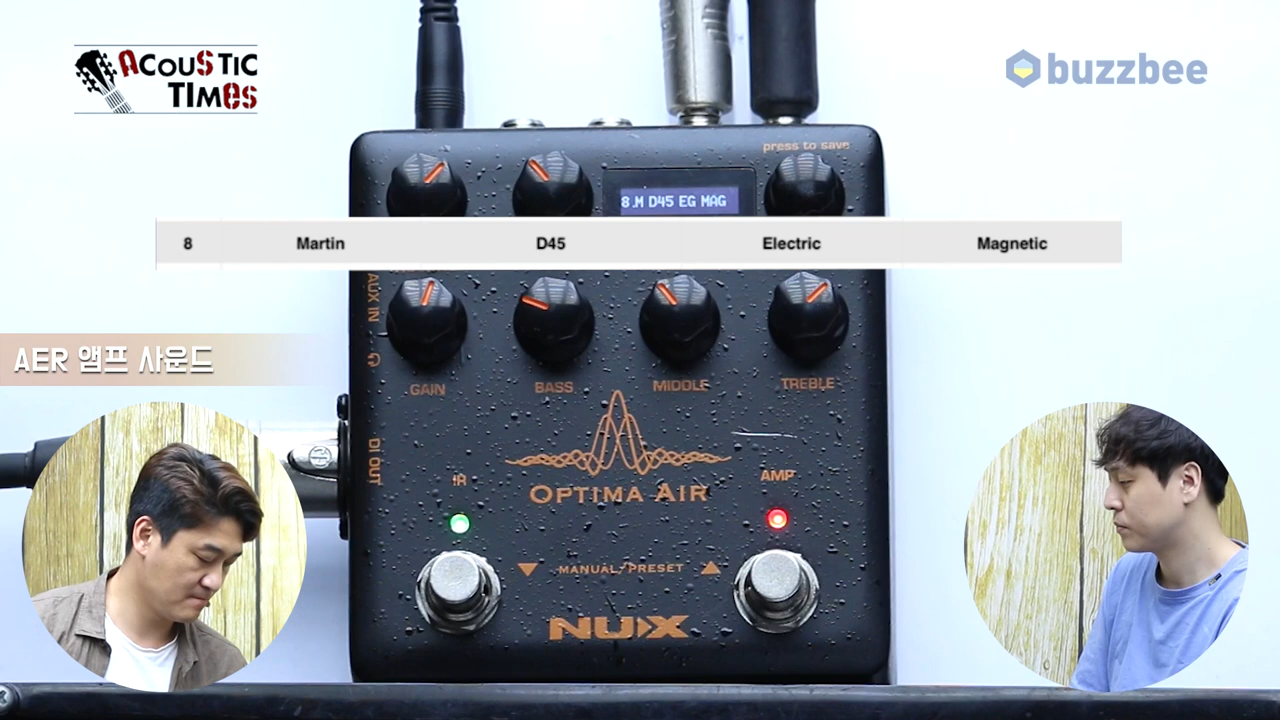 ACOUSTIC
TIMES
buzzbee
press to save
8.M D45 EG MAG
8 Martin D45 Electric Magnetic
AUX IN
GAIN BASS MIDDLE TREBLE
AER 앰프 사운드
DI OUT
IR AMP
OPTIMA AIR
MANUAL/PRESET
NUX